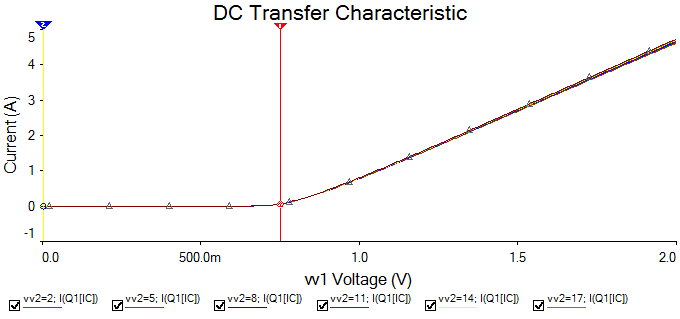 DC Transfer Characteristic
2
1
Current (A)
5
4
3
2
1
0
-1
0.0 500.0m 1.0 1.5 2.0
vv1 Voltage (V)
vv2=2; I(Q1[IC]) vv2=5; I(Q1[IC]) vv2=8; I(Q1[IC]) vv2=11; I(Q1[IC]) vv2=14; I(Q1[IC]) vv2=17; I(Q1[IC])